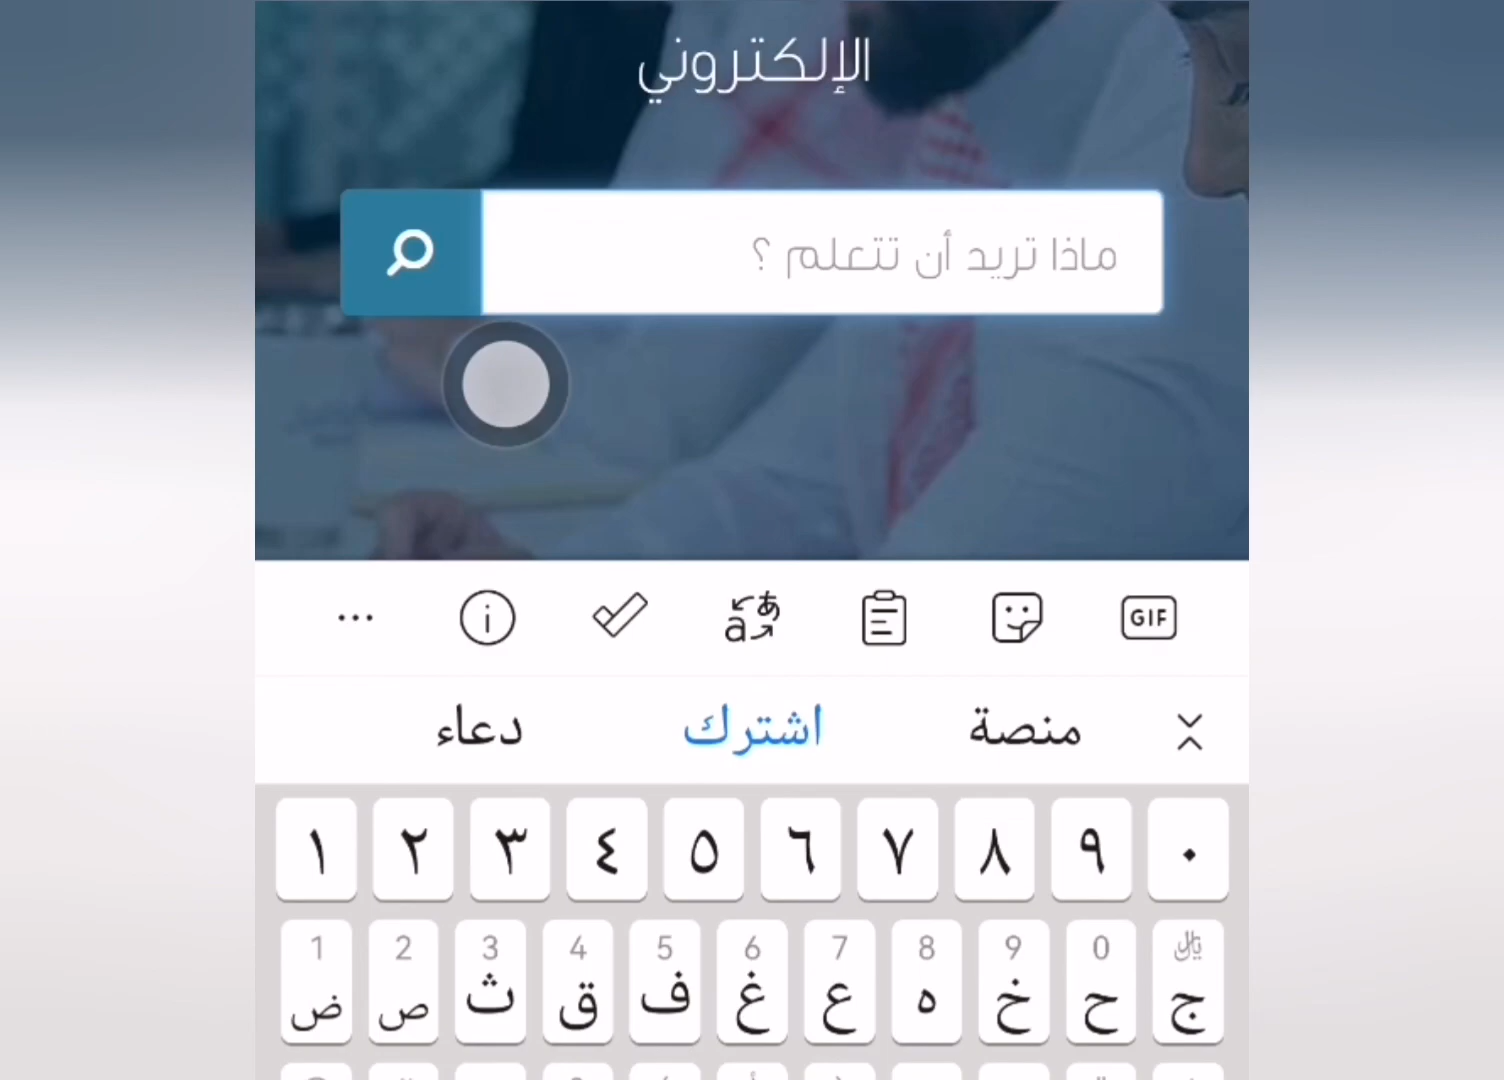 الإلكتروني
ماذا تريد أن تتعلم ؟
GIF
منصة اشترك دعاء
١ ٢ ٣ ٤ ٥ ٦ ٧ ٨ ٩ ٠
1 2 3 4 5 6 7 8 9 0 ﷼
ض ص ث ق ف غ ع ه خ ح ج